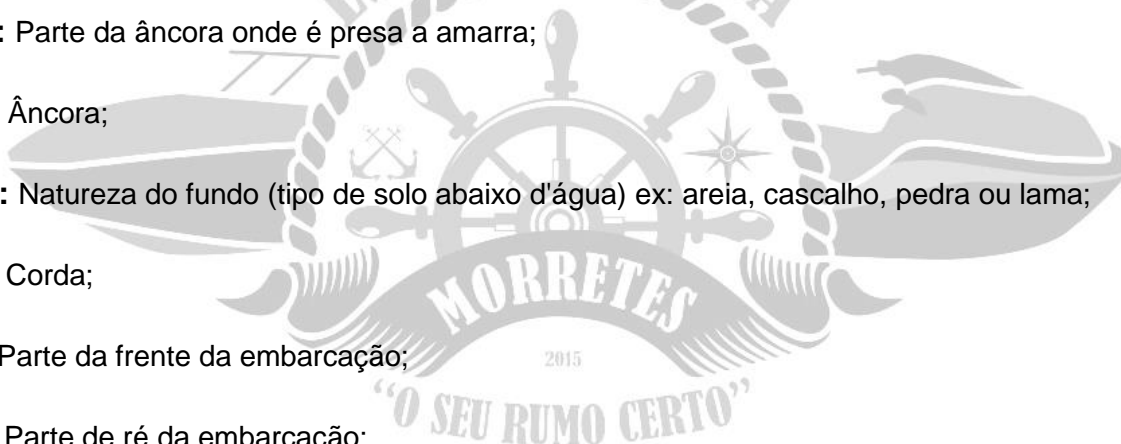 : Parte da âncora onde é presa a amarra;
Âncora;
: Natureza do fundo (tipo de solo abaixo d'água) ex: areia, cascalho, pedra ou lama;
Corda;
MORRETES
Parte da frente da embarcação;
2015
“O SEU RUMO CERTO”
Parte de ré da embarcação;